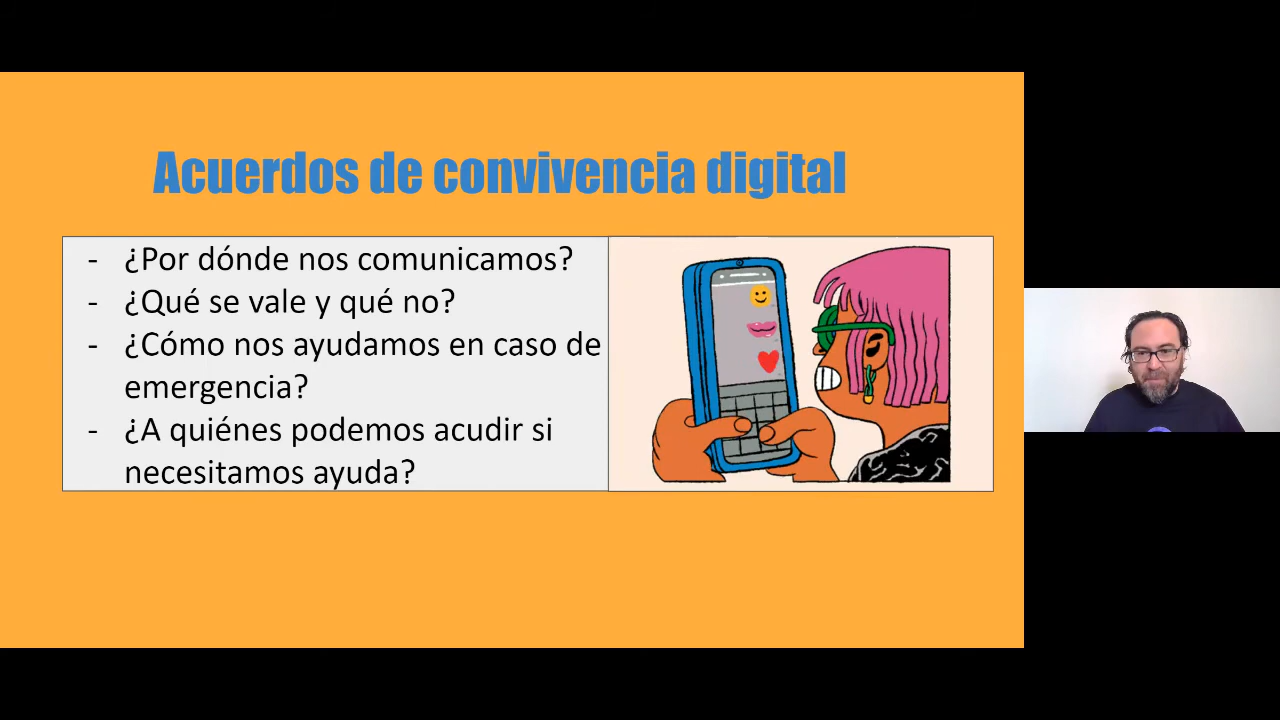 Acuerdos de convivencia digital
- ¿Por dónde nos comunicamos?
- ¿Qué se vale y qué no?
- ¿Cómo nos ayudamos en caso de
emergencia?
- ¿A quiénes podemos acudir si
necesitamos ayuda?